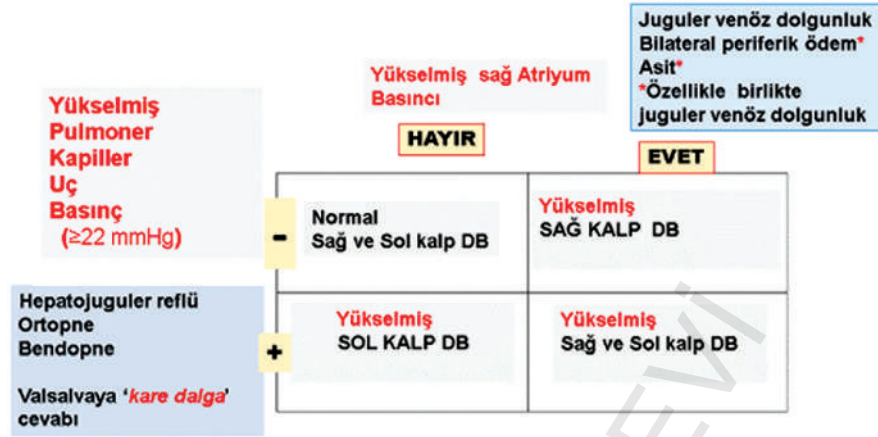 Juguler venöz dolgunluk
Bilateral periferik ödem*
Asit*
*Özellikle birlikte
juguler venöz dolgunluk
Yükselmiş sağ Atriyum
Basıncı
HAYIR
EVET
Yükselmiş
Pulmoner
Kapiller
Uç
Basınç
(≥22 mmHg)
-
Normal
Sağ ve Sol kalp DB
Yükselmiş
SAĞ KALP DB
Hepatojuguler reflü
Ortopne
Bendopne
Valsalvaya ‘kare dalga’
cevabı
+
Yükselmiş
SOL KALP DB
Yükselmiş
Sağ ve Sol kalp DB
EVİ